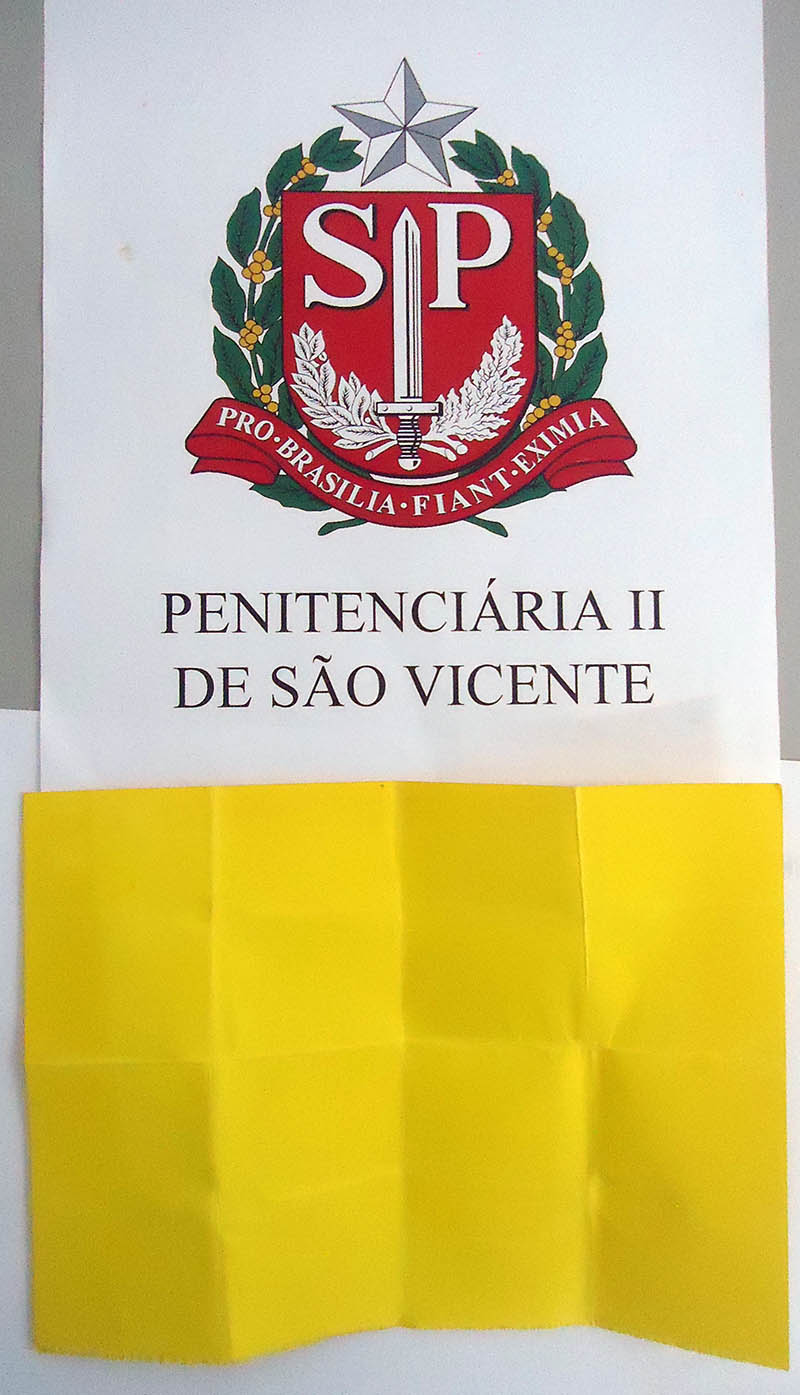 SP
PRO·BRASILIA·FIANT·EXIMIA
PENITENCIÁRIA II
DE SÃO VICENTE